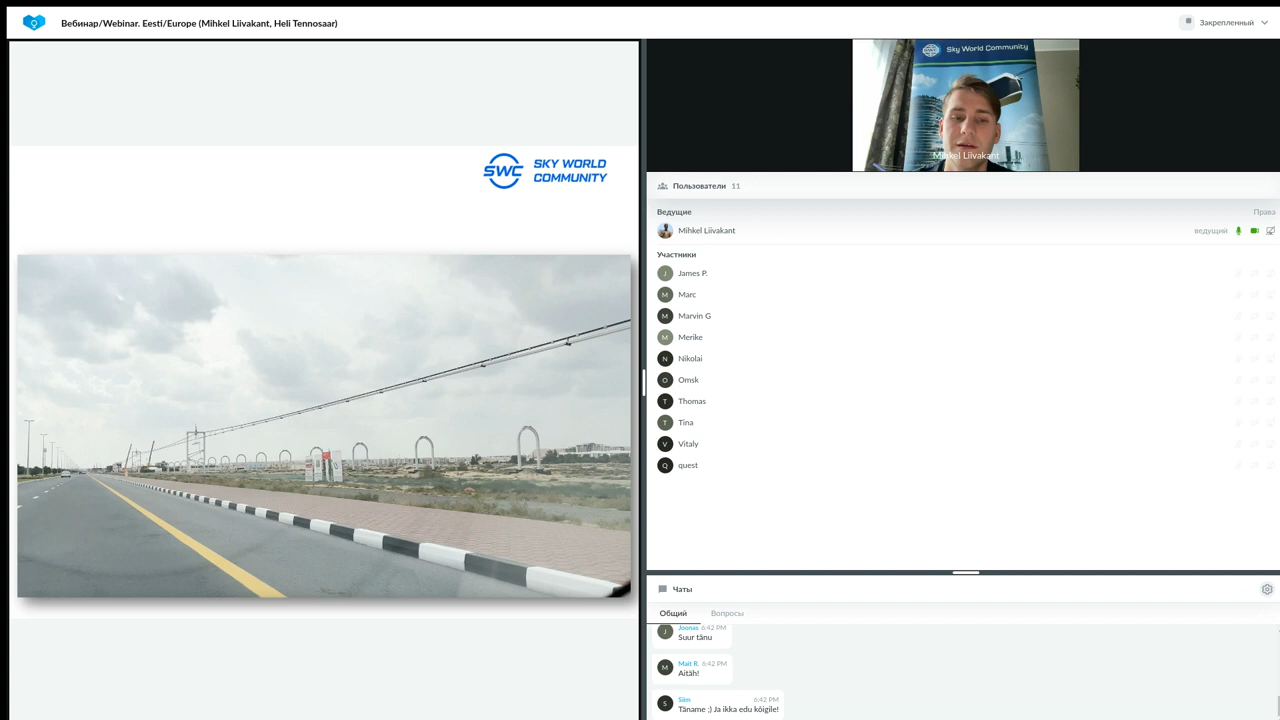 Вебинар/Webinar. Eesti/Europe (Mihkel Liivakant, Heli Tennosaar)
Закрепленный
SWC SKY WORLD
COMMUNITY
Sky World Community
Mihkel Liivakant
Пользователи 11
Ведущие Права
Mihkel Liivakant ведущий
Участники
J James P.
M Marc
M Marvin G
M Merike
N Nikolai
O Omsk
T Thomas
T Tina
V Vitaly
Q quest
Чаты
Общий Вопросы
Joonas 6:42 PM
J Suur tänu
Mait R. 6:42 PM
M Aitäh!
Siim 6:42 PM
S Täname ;) Ja ikka edu kõigile!